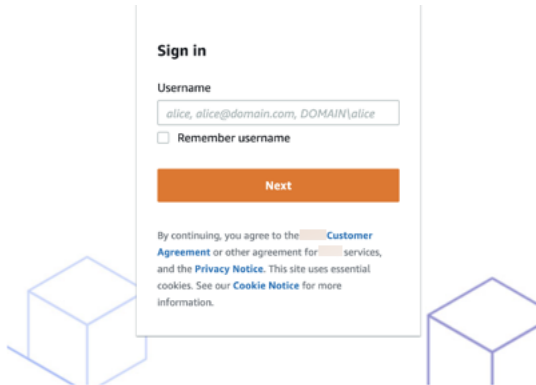 Sign in
Username
alice, alice@domain.com, DOMAIN\alice
Remember username
Next
By continuing, you agree to the Customer
Agreement or other agreement for services,
and the Privacy Notice. This site uses essential
cookies. See our Cookie Notice for more
information.